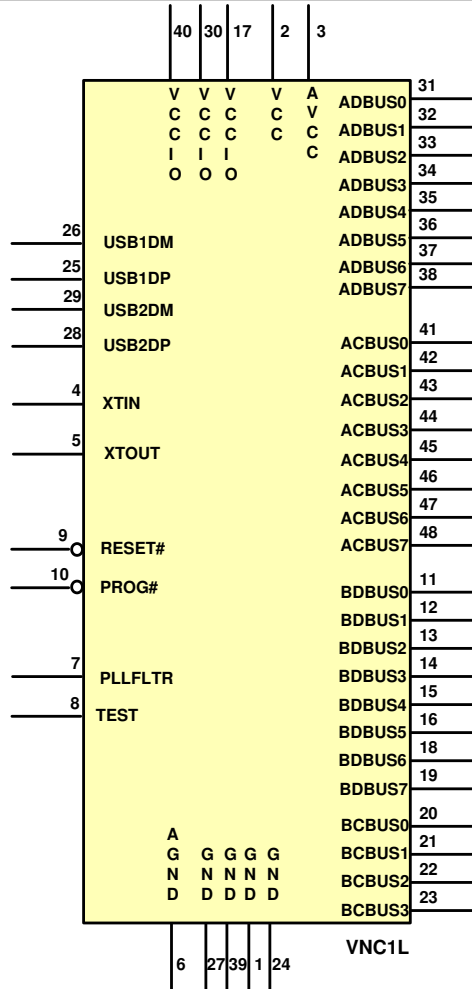 40 30 17 2 3
VCCIO VCCIO VCCIO VCC AVCC
31
ADBUS0
32
ADBUS1
33
ADBUS2
34
ADBUS3
35
ADBUS4
36
ADBUS5
37
ADBUS6
38
ADBUS7
26
USB1DM
25
USB1DP
29
USB2DM
28
USB2DP
4
XTIN
5
XTOUT
9
RESET#
10
PROG#
7
PLLFLTR
8
TEST
41
ACBUS0
42
ACBUS1
43
ACBUS2
44
ACBUS3
45
ACBUS4
46
ACBUS5
47
ACBUS6
48
ACBUS7
11
BDBUS0
12
BDBUS1
13
BDBUS2
14
BDBUS3
15
BDBUS4
16
BDBUS5
18
BDBUS6
19
BDBUS7
20
BCBUS0
21
BCBUS1
22
BCBUS2
23
BCBUS3
AGND GND GND GND GND
6 27 39 1 24
VNC1L